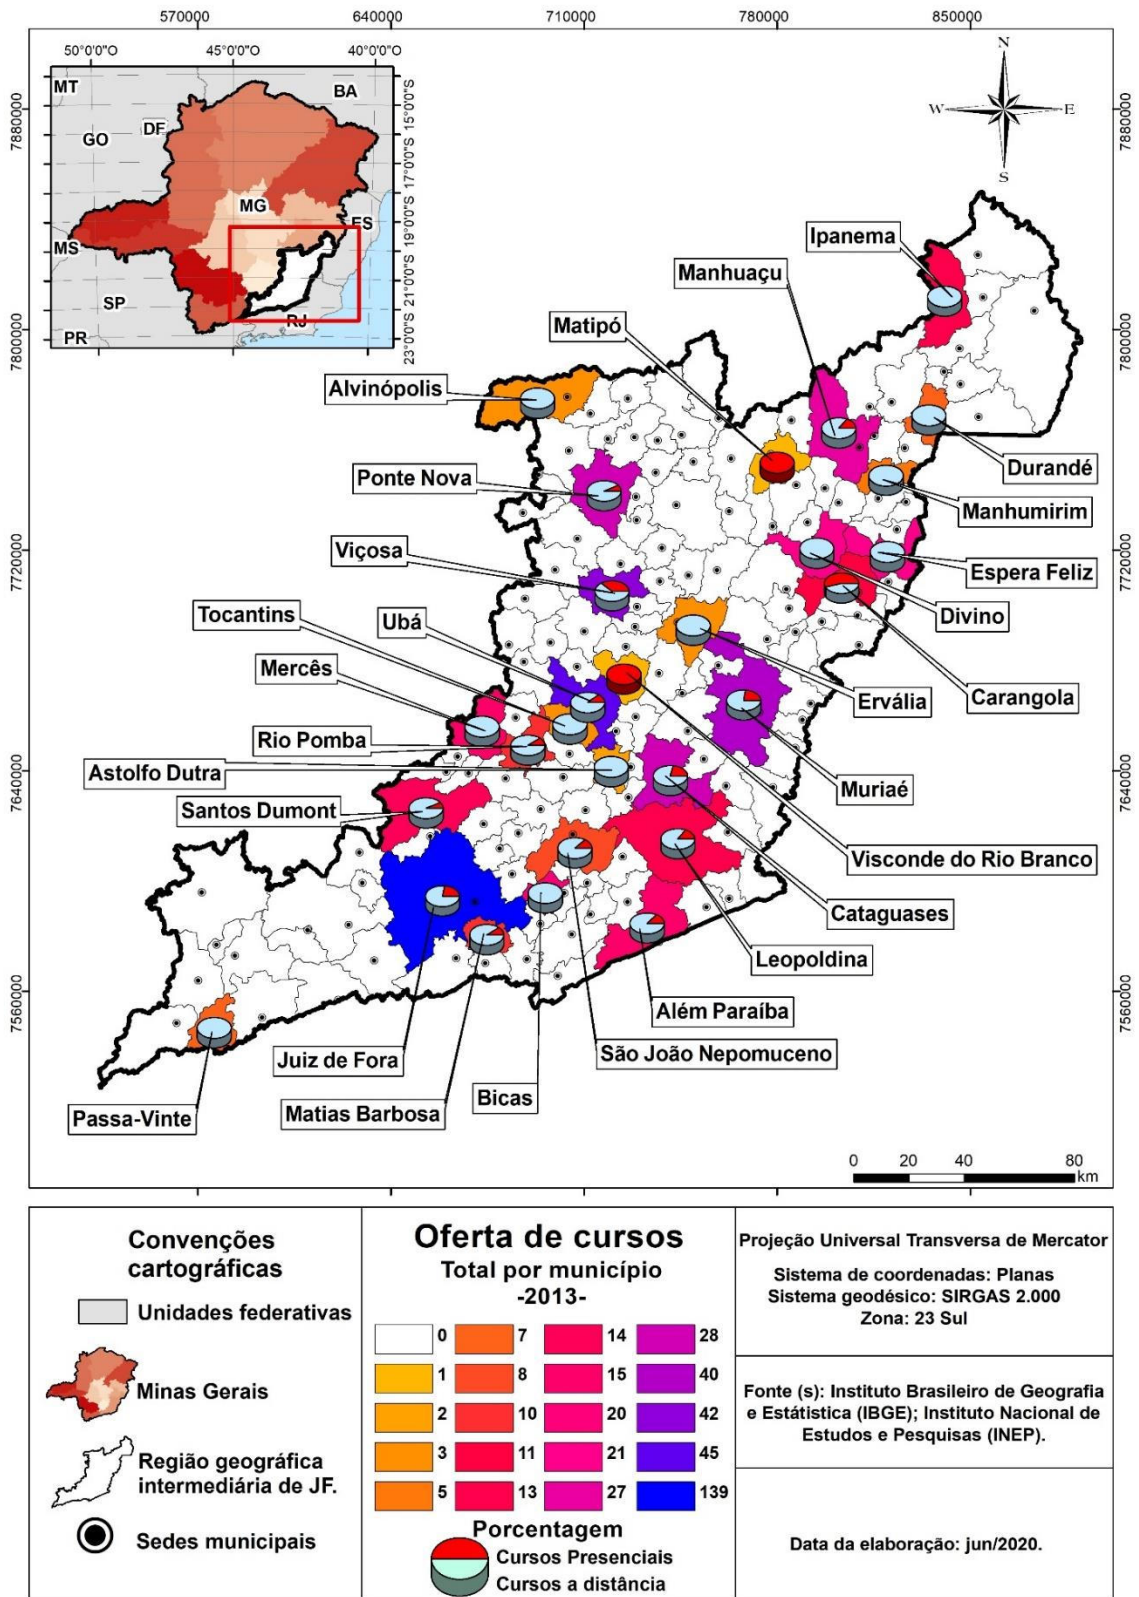 570000
640000
710000
780000
850000
50°0'0"O
45°0'0"O
40°0'0"O
MT
BA
DF
GO
MG
ES
MS
SP
RJ
PR
15°0'0"S
17°0'0"S
19°0'0"S
21°0'0"S
23°0'0"S
7880000
7800000
7720000
7640000
7560000
7880000
7800000
7720000
7640000
7560000
N
W
E
S
Ipanema
Manhuaçu
Matipó
Alvinópolis
Durandé
Ponte Nova
Manhumirim
Viçosa
Espera Feliz
Tocantins
Ubá
Divino
Mercês
Ervália
Carangola
Rio Pomba
Astolfo Dutra
Muriaé
Santos Dumont
Visconde do Rio Branco
Cataguases
Leopoldina
Além Paraíba
São João Nepomuceno
Juiz de Fora
Bicas
Matias Barbosa
Passa-Vinte
0 20 40 80
km
Convenções
cartográficas
Unidades federativas
Minas Gerais
Região geográfica
intermediária de JF.
Sedes municipais
Oferta de cursos
Total por município
-2013-
0 7 14 28
1 8 15 40
2 10 20 42
3 11 21 45
5 13 27 139
Porcentagem
Cursos Presenciais
Cursos a distância
Projeção Universal Transversa de Mercator
Sistema de coordenadas: Planas
Sistema geodésico: SIRGAS 2.000
Zona: 23 Sul
Fonte (s): Instituto Brasileiro de Geografia
e Estátistica (IBGE); Instituto Nacional de
Estudos e Pesquisas (INEP).
Data da elaboração: jun/2020.